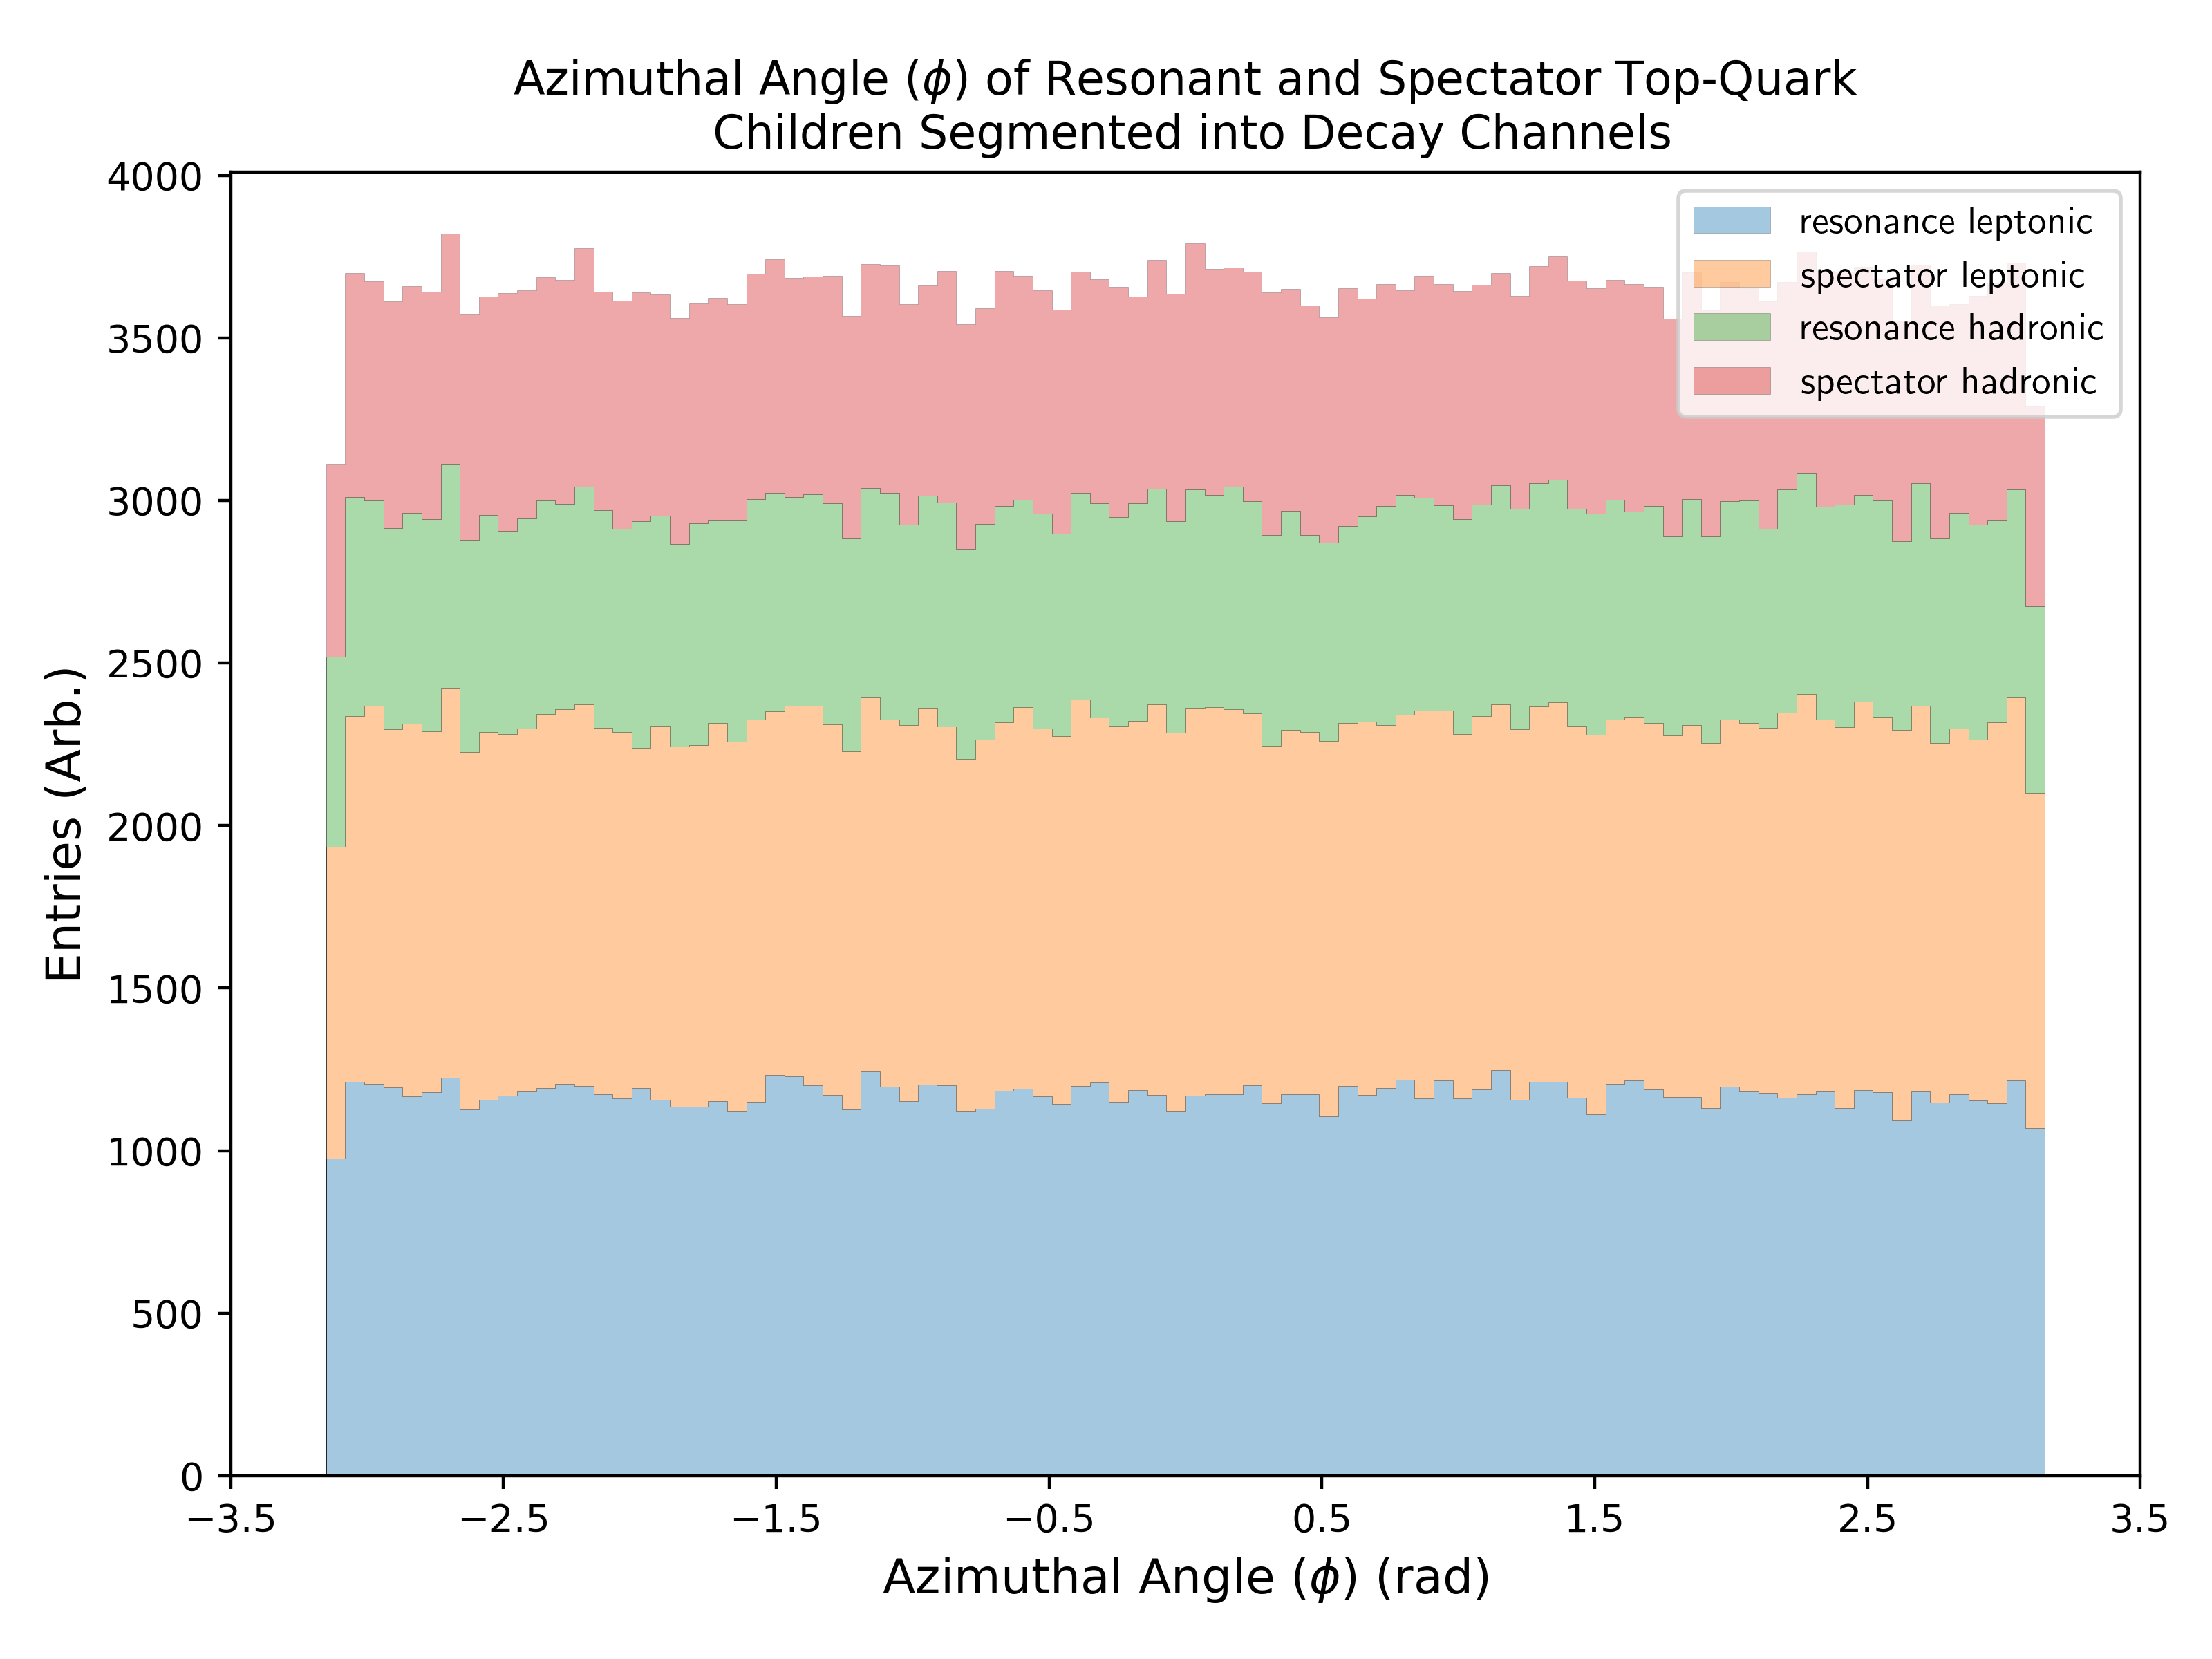 Azimuthal Angle (ϕ) of Resonant and Spectator Top-Quark
Children Segmented into Decay Channels
4000
3500
3000
2500
2000
1500
1000
500
0
Entries (Arb.)
resonance leptonic
spectator leptonic
resonance hadronic
spectator hadronic
−3.5 −2.5 −1.5 −0.5 0.5 1.5 2.5 3.5
Azimuthal Angle (ϕ) (rad)